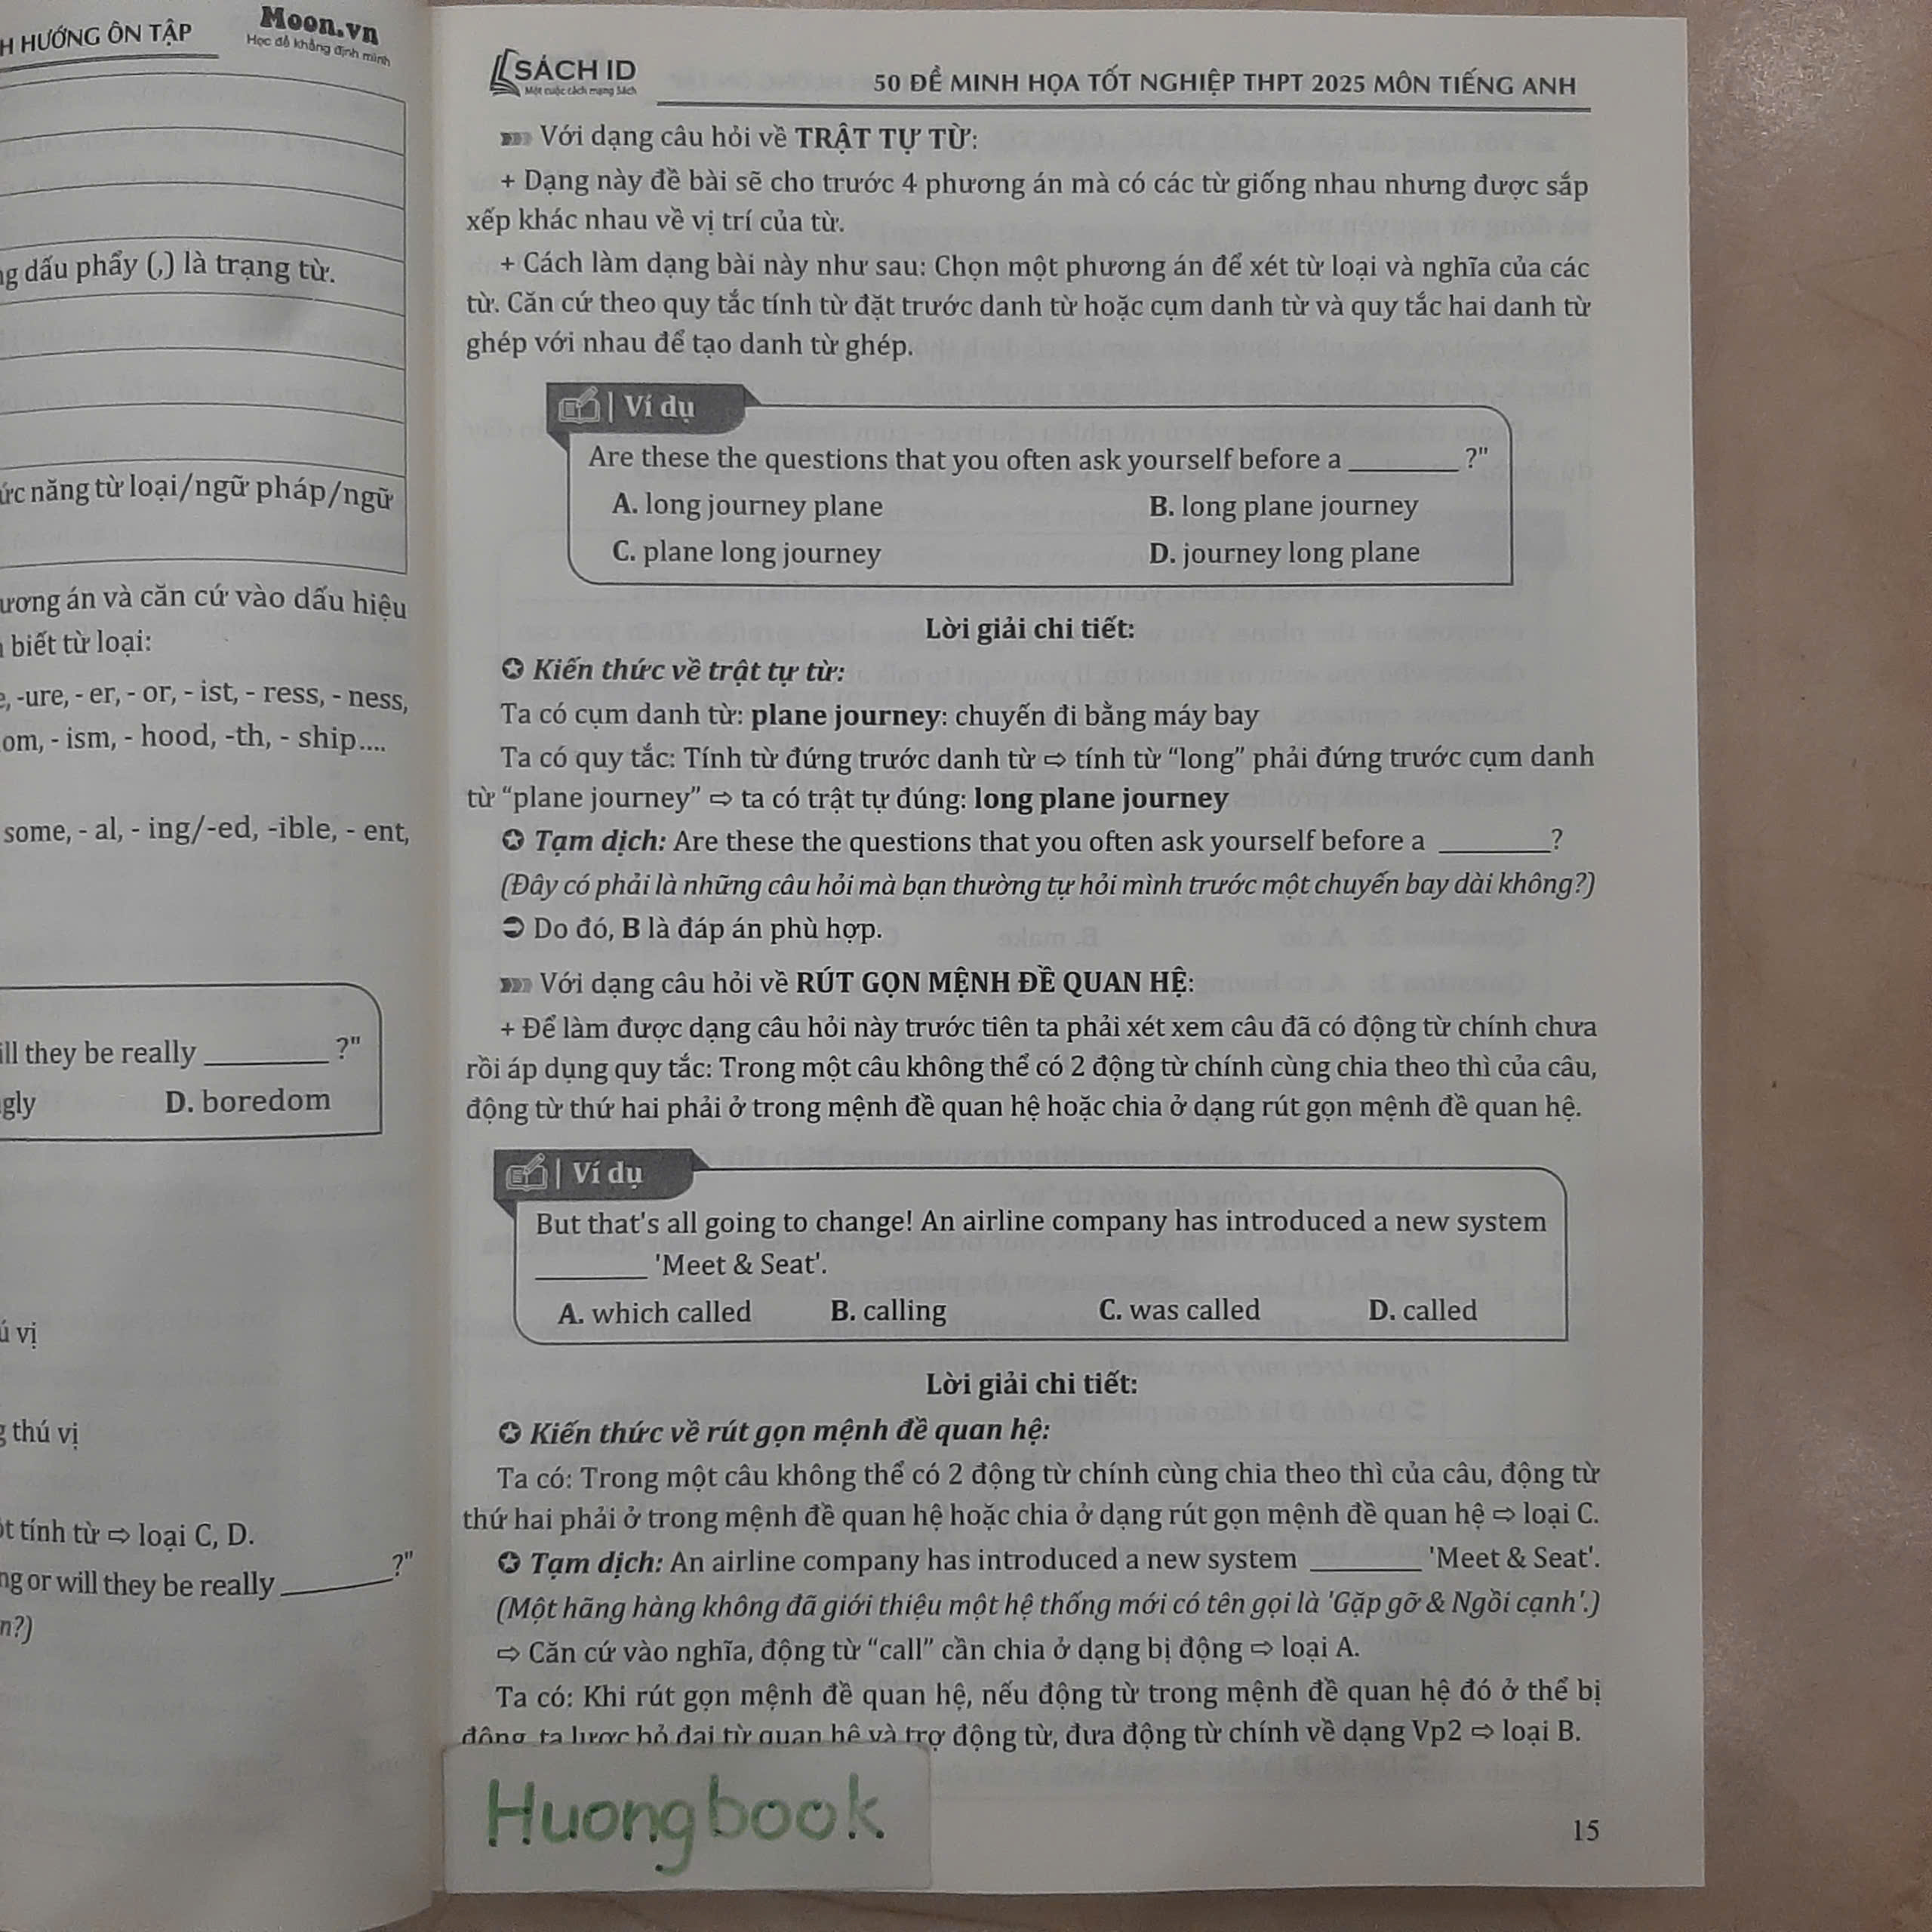 H HƯỚNG ÔN TẬP
Moon.vn
Học để khẳng định mình
dấu phẩy (,) là trạng từ.
năng từ loại/ngữ pháp/ngữ
án và căn cứ vào dấu hiệu
biết từ loại:
-ure, - er, - or, - ist, - ress, - ness,
- ism, - hood, -th, - ship....
some, - al, - ing/-ed, -ible, - ent,
they be really ________ ?"
D. boredom
vị
thú vị
tính từ ⇨ loại C, D.
or will they be really ________?"
SÁCH ID
Một cuộc cách mạng Sách
50 ĐỀ MINH HỌA TỐT NGHIỆP THPT 2025 MÔN TIẾNG ANH
Với dạng câu hỏi về TRẬT TỰ TỪ:
+ Dạng này đề bài sẽ cho trước 4 phương án mà có các từ giống nhau nhưng được sắp
xếp khác nhau về vị trí của từ.
+ Cách làm dạng bài này như sau: Chọn một phương án để xét từ loại và nghĩa của các
từ. Căn cứ theo quy tắc tính từ đặt trước danh từ hoặc cụm danh từ và quy tắc hai danh từ
ghép với nhau để tạo danh từ ghép.
Ví dụ
Are these the questions that you often ask yourself before a ________ ?"
A. long journey plane B. long plane journey
C. plane long journey D. journey long plane
Lời giải chi tiết:
✪ Kiến thức về trật tự từ:
Ta có cụm danh từ: plane journey: chuyến đi bằng máy bay
Ta có quy tắc: Tính từ đứng trước danh từ ⇨ tính từ “long” phải đứng trước cụm danh
từ “plane journey” ⇨ ta có trật tự đúng: long plane journey
✪ Tạm dịch: Are these the questions that you often ask yourself before a ________?
(Đây có phải là những câu hỏi mà bạn thường tự hỏi mình trước một chuyến bay dài không?)
➲ Do đó, B là đáp án phù hợp.
Với dạng câu hỏi về RÚT GỌN MỆNH ĐỀ QUAN HỆ:
+ Để làm được dạng câu hỏi này trước tiên ta phải xét xem câu đã có động từ chính chưa
rồi áp dụng quy tắc: Trong một câu không thể có 2 động từ chính cùng chia theo thì của câu,
động từ thứ hai phải ở trong mệnh đề quan hệ hoặc chia ở dạng rút gọn mệnh đề quan hệ.
Ví dụ
But that's all going to change! An airline company has introduced a new system
________ 'Meet & Seat'.
A. which called B. calling C. was called D. called
Lời giải chi tiết:
✪ Kiến thức về rút gọn mệnh đề quan hệ:
Ta có: Trong một câu không thể có 2 động từ chính cùng chia theo thì của câu, động từ
thứ hai phải ở trong mệnh đề quan hệ hoặc chia ở dạng rút gọn mệnh đề quan hệ ⇨ loại C.
✪ Tạm dịch: An airline company has introduced a new system ________ 'Meet & Seat'.
(Một hãng hàng không đã giới thiệu một hệ thống mới có tên gọi là 'Gặp gỡ & Ngồi cạnh'.)
⇨ Căn cứ vào nghĩa, động từ “call” cần chia ở dạng bị động ⇨ loại A.
Ta có: Khi rút gọn mệnh đề quan hệ, nếu động từ trong mệnh đề quan hệ đó ở thể bị
động, ta lược bỏ đại từ quan hệ và trợ động từ, đưa động từ chính về dạng Vp2 ⇨ loại B.
Huongbook
15